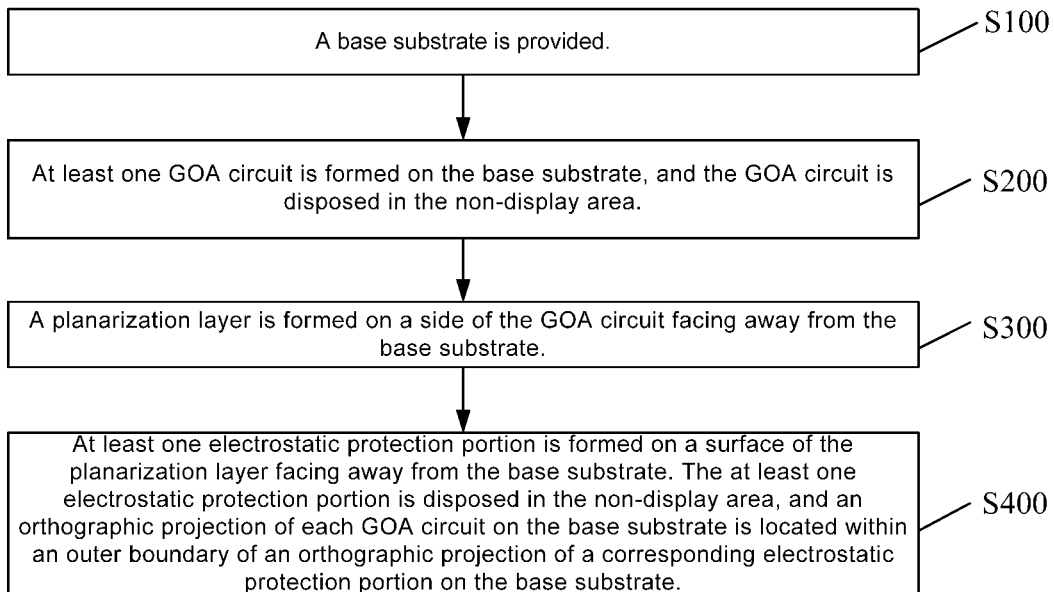 A base substrate is provided.
S100
At least one GOA circuit is formed on the base substrate, and the GOA circuit is
disposed in the non-display area.
S200
A planarization layer is formed on a side of the GOA circuit facing away from the
base substrate.
S300
At least one electrostatic protection portion is formed on a surface of the
planarization layer facing away from the base substrate. The at least one
electrostatic protection portion is disposed in the non-display area, and an
orthographic projection of each GOA circuit on the base substrate is located within
an outer boundary of an orthographic projection of a corresponding electrostatic
protection portion on the base substrate.
S400